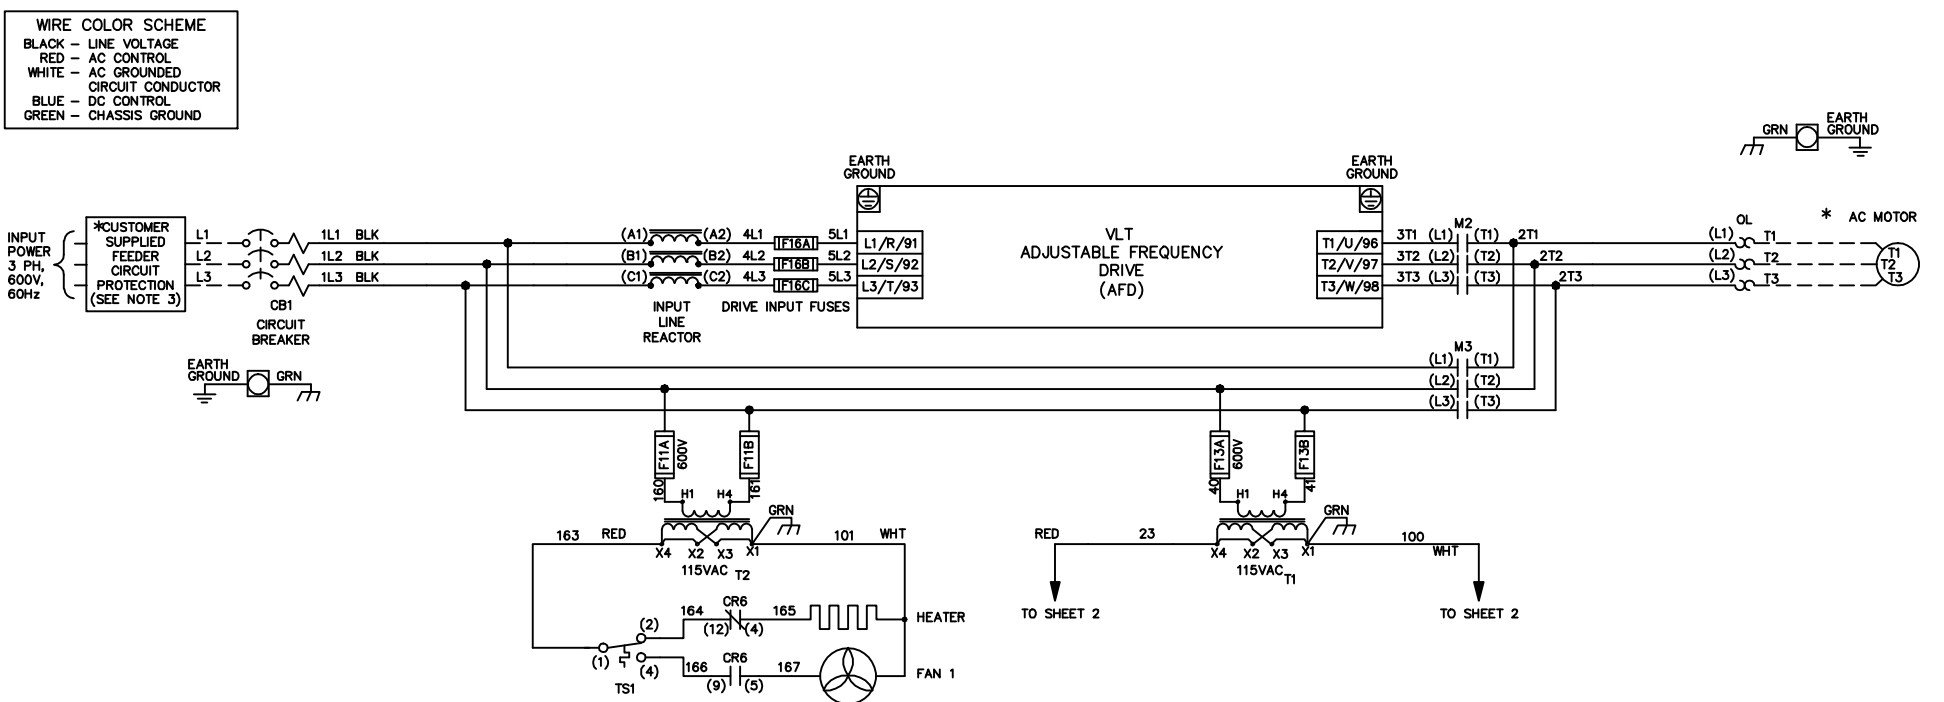 WIRE COLOR SCHEME
BLACK - LINE VOLTAGE
RED - AC CONTROL
WHITE - AC GROUNDED
CIRCUIT CONDUCTOR
BLUE - DC CONTROL
GREEN - CHASSIS GROUND
GRN
EARTH
GROUND
INPUT
POWER
3 PH,
600V,
60Hz
*CUSTOMER
SUPPLIED
FEEDER
CIRCUIT
PROTECTION
(SEE NOTE 3)
L1
L2
L3
CB1
CIRCUIT
BREAKER
1L1 BLK
1L2 BLK
1L3 BLK
EARTH
GROUND
GRN
(A1) (A2) 4L1 F16A 5L1
(B1) (B2) 4L2 F16B 5L2
(C1) (C2) 4L3 F16C 5L3
INPUT
LINE
REACTOR
DRIVE INPUT FUSES
EARTH
GROUND
L1/R/91
L2/S/92
L3/T/93
VLT
ADJUSTABLE FREQUENCY
DRIVE
(AFD)
EARTH
GROUND
T1/U/96
T2/V/97
T3/W/98
M2
3T1 (L1) (T1) 2T1
3T2 (L2) (T2) 2T2
3T3 (L3) (T3) 2T3
OL
(L1) T1
(L2) T2
(L3) T3
* AC MOTOR
T1
T2
T3
M3
(L1) (T1)
(L2) (T2)
(L3) (T3)
F11A
600V
F11B
160
161
H1 H4
GRN
163 RED
X4 X2 X3 X1
101 WHT
115VAC T2
164 CR6 165
(12) (4)
HEATER
(2)
(1)
(4)
TS1
166 CR6 167
(9) (5)
FAN 1
F13A
600V
F13B
40
41
H1 H4
GRN
RED 23
X4 X2 X3 X1
100
WHT
115VAC T1
TO SHEET 2
TO SHEET 2